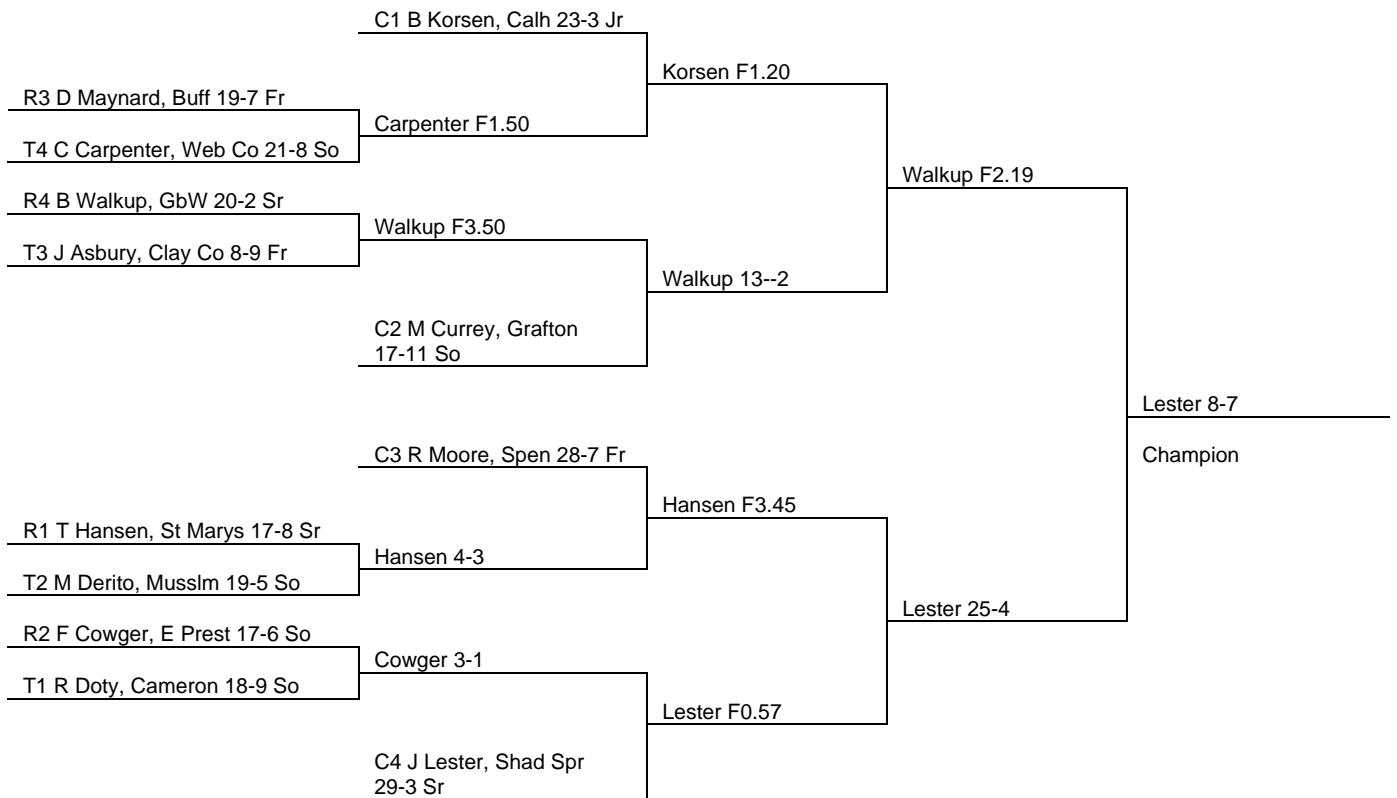 C1 B Korsen, Calh 23-3 Jr
Korsen F1.20
R3 D Maynard, Buff 19-7 Fr
Carpenter F1.50
T4 C Carpenter, Web Co 21-8 So
Walkup F2.19
R4 B Walkup, GbW 20-2 Sr
Walkup F3.50
T3 J Asbury, Clay Co 8-9 Fr
Walkup 13--2
C2 M Currey, Grafton
17-11 So
Lester 8-7
Champion
C3 R Moore, Spen 28-7 Fr
Hansen F3.45
R1 T Hansen, St Marys 17-8 Sr
Hansen 4-3
T2 M Derito, Musslm 19-5 So
Lester 25-4
R2 F Cowger, E Prest 17-6 So
Cowger 3-1
T1 R Doty, Cameron 18-9 So
Lester F0.57
C4 J Lester, Shad Spr
29-3 Sr